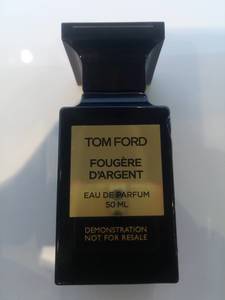 TOM FORD
FOUGÈRE
D'ARGENT
EAU DE PARFUM
50 ML
DEMONSTRATION
NOT FOR RESALE